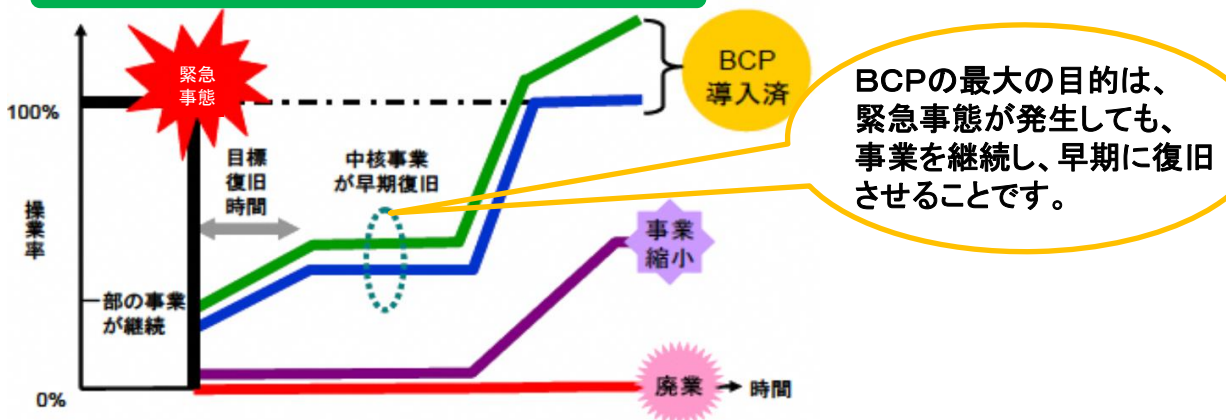 緊急
事態
BCP
導入済
BCPの最大の目的は、
緊急事態が発生しても、
事業を継続し、早期に復旧
させることです。
100%
目標
復旧
時間
中核事業
が早期復旧
操業率
事業
縮小
一部の事業
が継続
廃業
時間
0%